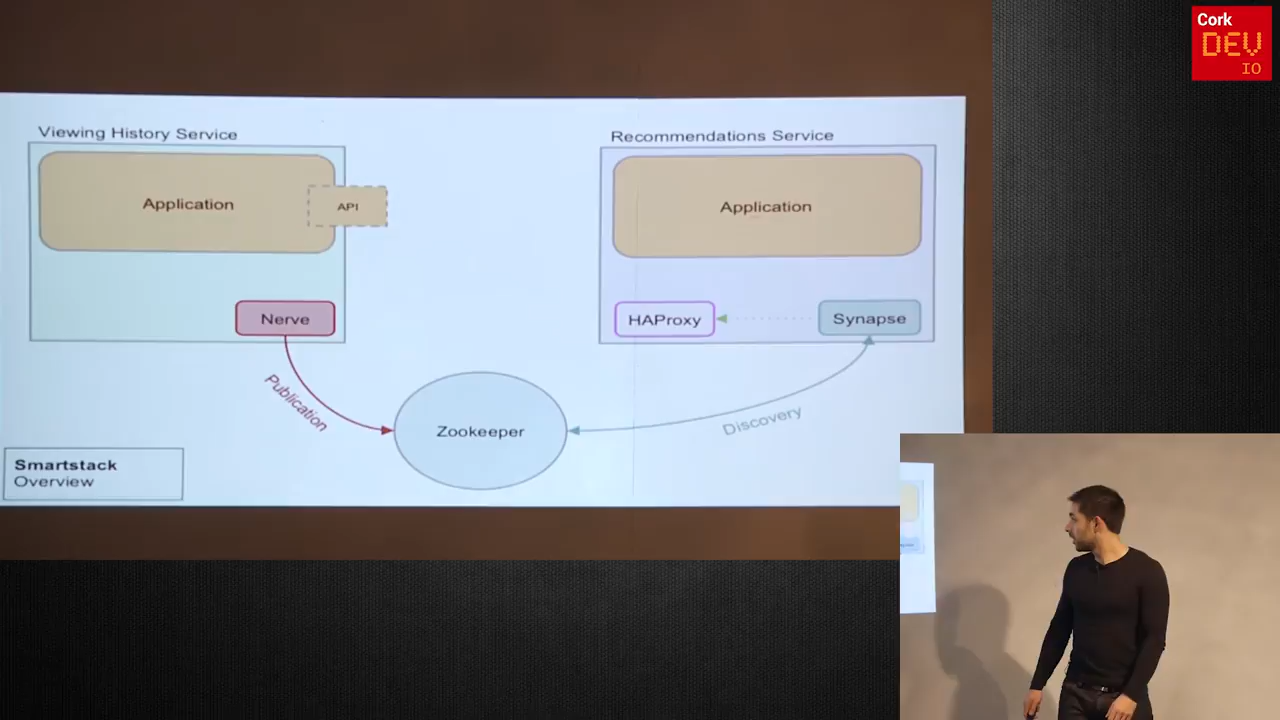 Cork
DEV
IO
Viewing History Service
Application
API
Nerve
Publication
Zookeeper
Recommendations Service
Application
HAProxy
Synapse
Discovery
Smartstack
Overview